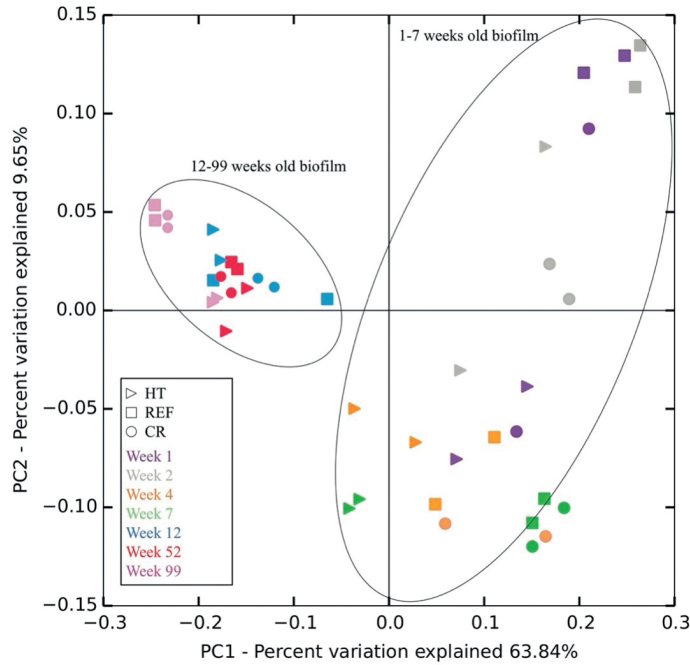 0.15
0.10
0.05
0.00
−0.05
−0.10
−0.15
PC2 - Percent variation explained 9.65%
1-7 weeks old biofilm
12-99 weeks old biofilm
HT
REF
CR
Week 1
Week 2
Week 4
Week 7
Week 12
Week 52
Week 99
−0.3 −0.2 −0.1 0.0 0.1 0.2 0.3
PC1 - Percent variation explained 63.84%